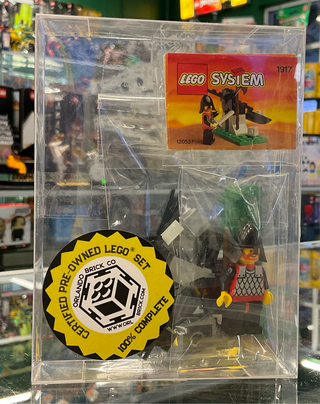 LEGO SYSTEM
1917
CERTIFIED PRE-OWNED LEGO® SET
ORLANDO BRICK CO
100% COMPLETE